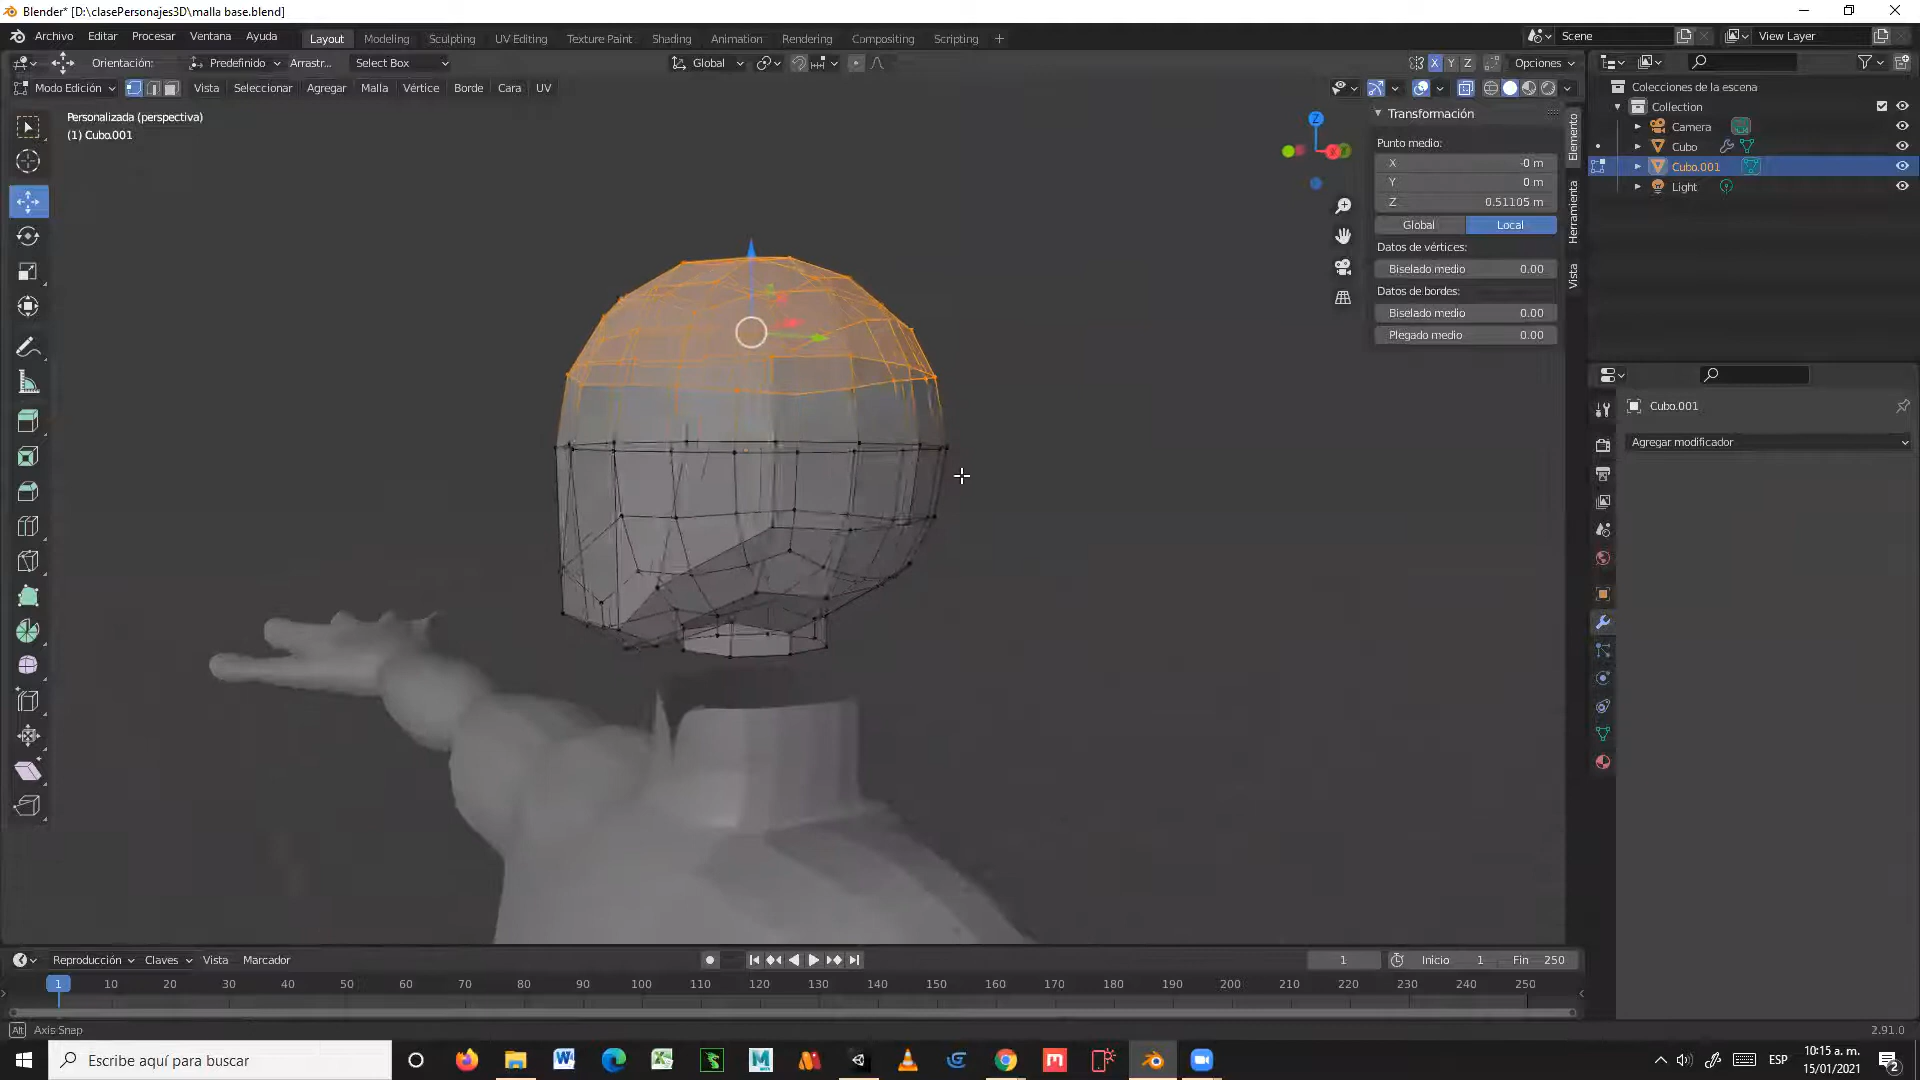 Blender* [D:\clasePersonajes3D\malla base.blend]
Archivo Editar Procesar Ventana Ayuda Layout Modeling Sculpting UV Editing Texture Paint Shading Animation Rendering Compositing Scripting + Scene View Layer
Orientación: Predefinido Arrastr... Select Box Global X Y Z Opciones
Modo Edición Vista Seleccionar Agregar Malla Vértice Borde Cara UV
Personalizada (perspectiva)
(1) Cubo.001
Z
X
Transformación
Punto medio:
X -0 m
Y 0 m
Z 0.51105 m
Global Local
Datos de vértices:
Biselado medio 0.00
Datos de bordes:
Biselado medio 0.00
Plegado medio 0.00
Elemento
Herramienta
Vista
Colecciones de la escena
Collection
Camera
Cubo
Cubo.001
Light
Cubo.001
Agregar modificador
Reproducción Claves Vista Marcador 1 Inicio 1 Fin 250
1 10 20 30 40 50 60 70 80 90 100 110 120 130 140 150 160 170 180 190 200 210 220 230 240 250
Alt Axis Snap 2.91.0
Escribe aquí para buscar
ESP
10:15 a. m.
15/01/2021
2